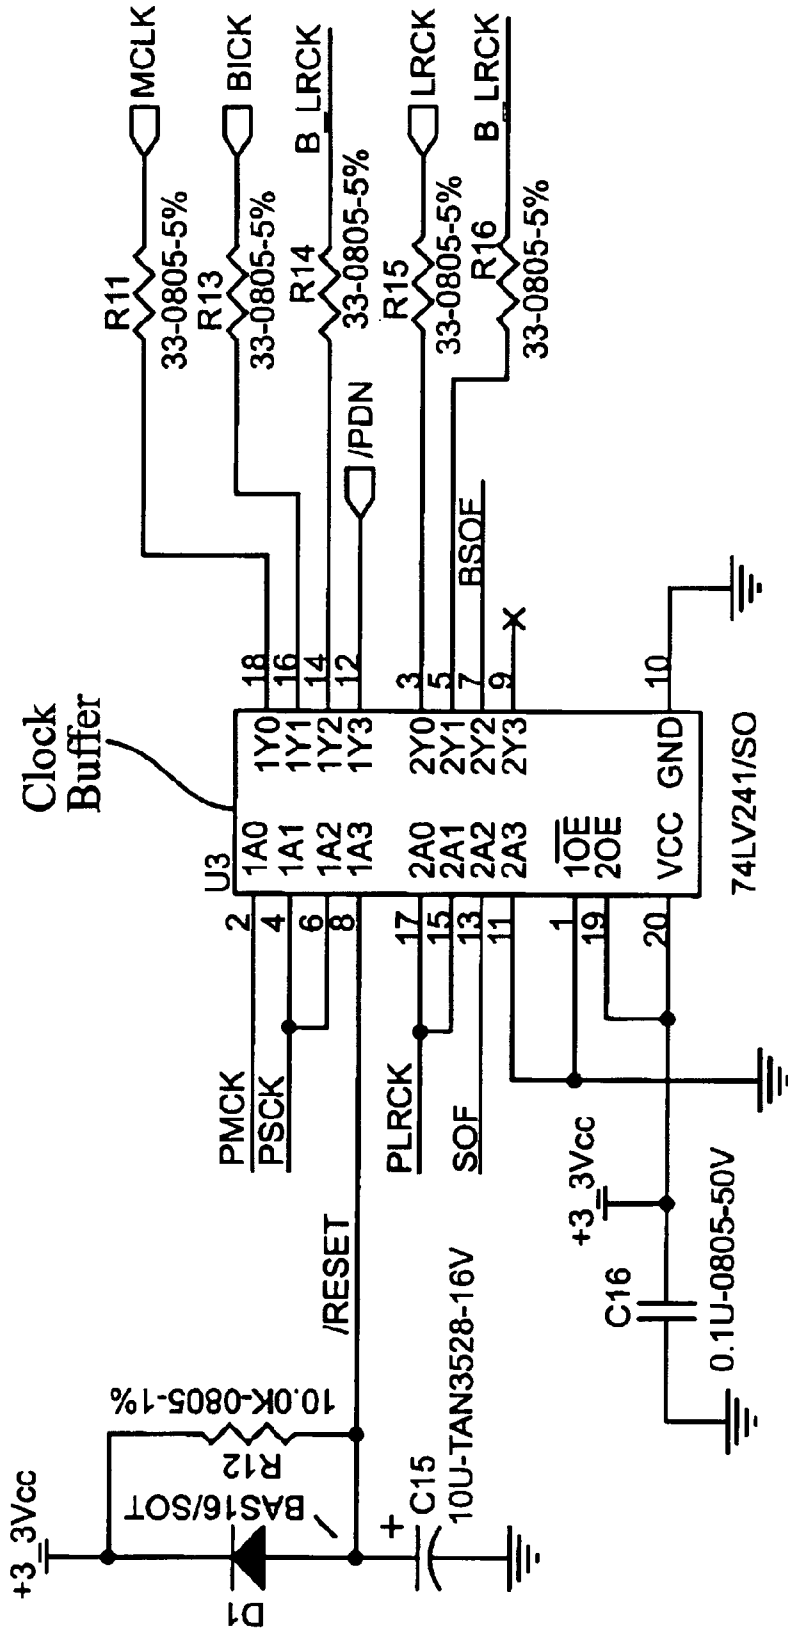 Clock
Buffer
+3_3Vcc
D1
BAS16/SOT
R12
10.0K-0805-1%
+
C15
10U-TAN3528-16V
/RESET
PMCK
PSCK
PLRCK
SOF
+3_3Vcc
C16
0.1U-0805-50V
U3
2 1A0 1Y0 18
4 1A1 1Y1 16
6 1A2 1Y2 14
8 1A3 1Y3 12
17 2A0 2Y0 3
15 2A1 2Y1 5
13 2A2 2Y2 7
11 2A3 2Y3 9
1 1OE
19 2OE
20 VCC GND 10
74LV241/SO
R11
33-0805-5%
MCLK
R13
33-0805-5%
BICK
R14
33-0805-5%
B_LRCK
/PDN
R15
33-0805-5%
LRCK
R16
33-0805-5%
B_LRCK
BSOF